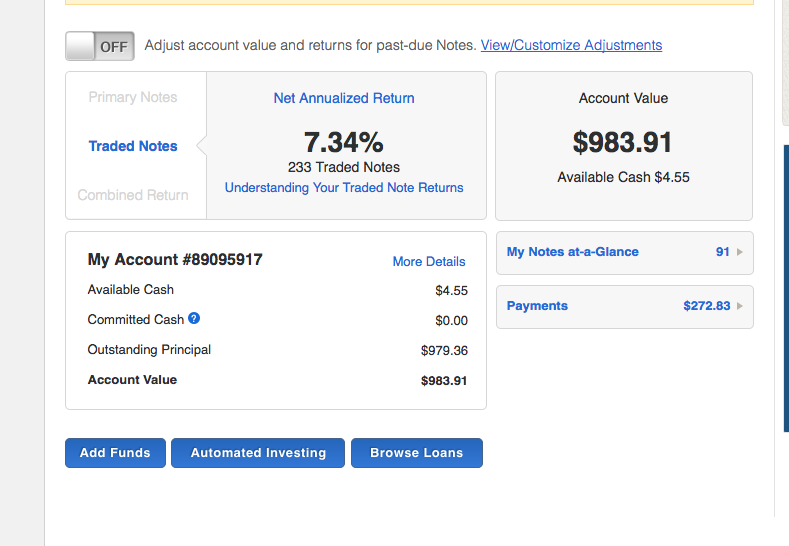 OFF Adjust account value and returns for past-due Notes. View/Customize Adjustments
Primary Notes
Traded Notes
Combined Return
Net Annualized Return
7.34%
233 Traded Notes
Understanding Your Traded Note Returns
Account Value
$983.91
Available Cash $4.55
My Account #89095917 More Details
Available Cash $4.55
Committed Cash ? $0.00
Outstanding Principal $979.36
Account Value $983.91
My Notes at-a-Glance 91
Payments $272.83
Add Funds Automated Investing Browse Loans